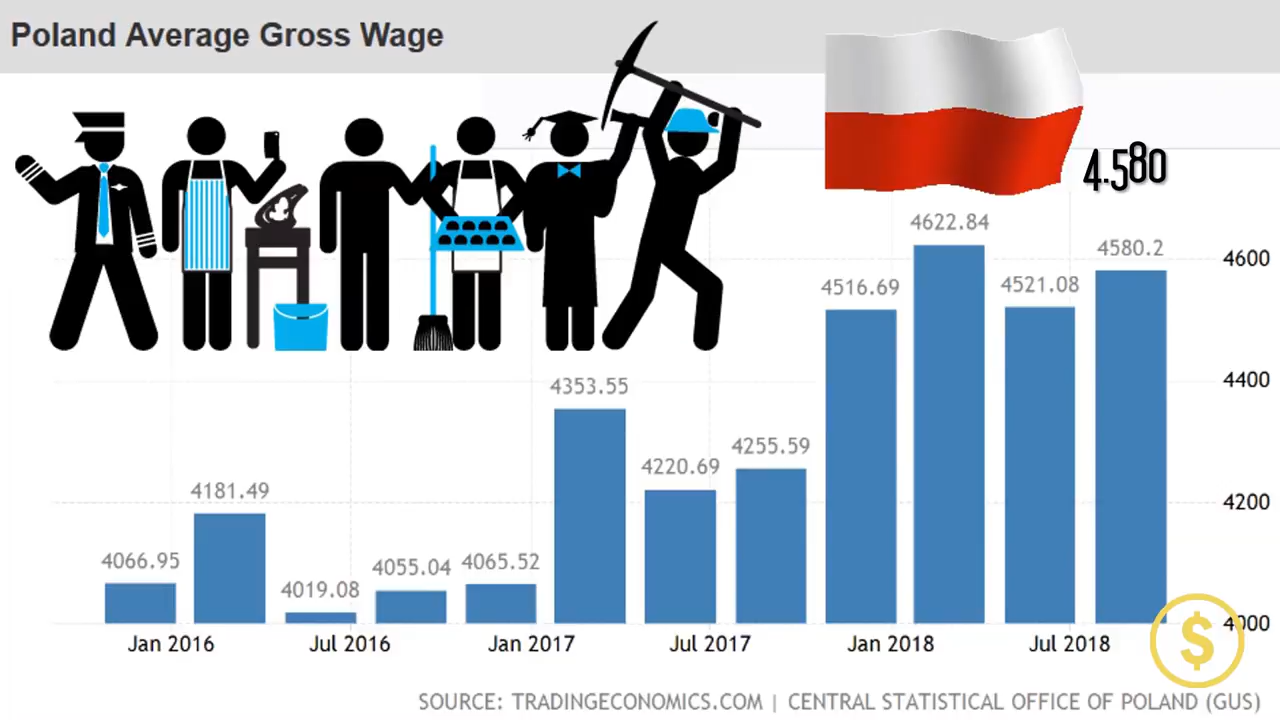 Poland Average Gross Wage
4.580
4622.84
4580.2
4600
4516.69
4521.08
4353.55
4400
4255.59
4220.69
4181.49
4200
4066.95
4019.08
4055.04
4065.52
4000
Jan 2016
Jul 2016
Jan 2017
Jul 2017
Jan 2018
Jul 2018
$
SOURCE: TRADINGECONOMICS.COM | CENTRAL STATISTICAL OFFICE OF POLAND (GUS)